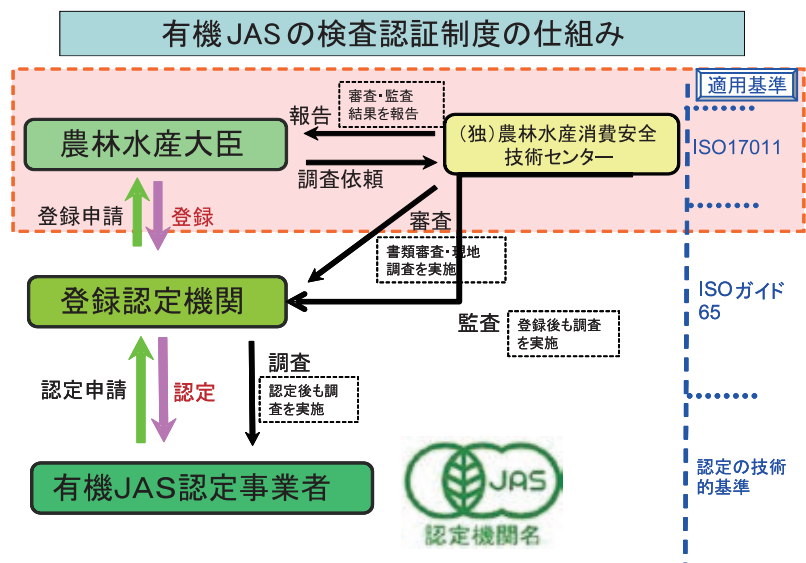 有機JASの検査認証制度の仕組み
適用基準
審査・監査
結果を報告
報告
農林水産大臣
（独）農林水産消費安全
技術センター
ISO17011
調査依頼
登録申請
登録
審査
書類審査・現地
調査を実施
登録認定機関
ISOガイド
65
監査
登録後も調査
を実施
調査
認定申請
認定
認定後も調
査を実施
認定の技術
的基準
有機JAS認定事業者
JAS
認定機関名